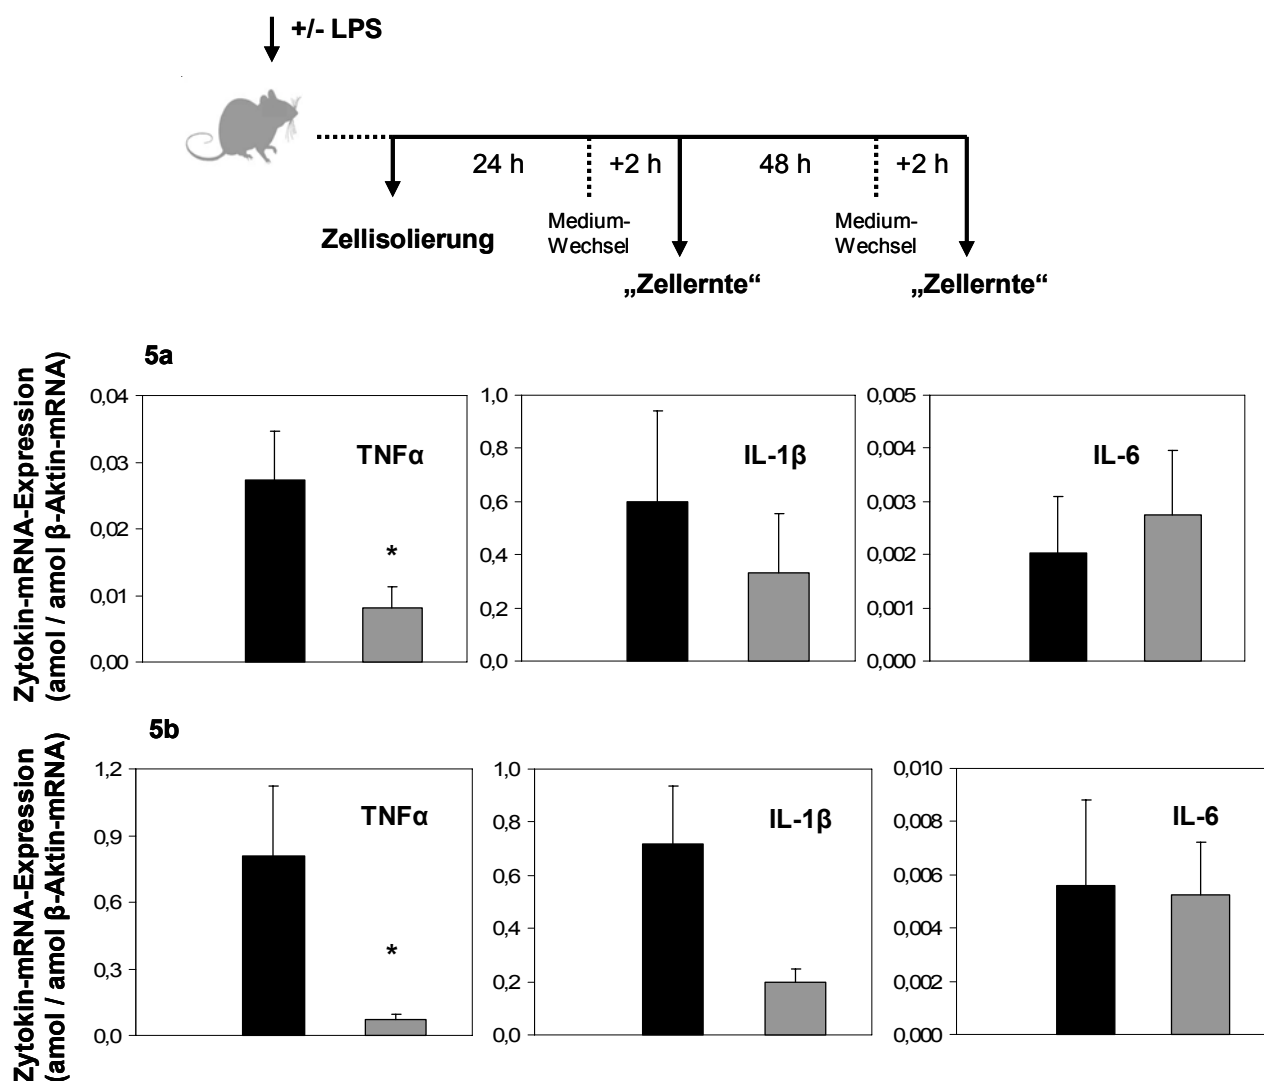 +/- LPS
24 h
+2 h
48 h
+2 h
Medium-
Wechsel
Medium-
Wechsel
Zellisolierung
„Zellernte“
„Zellernte“
5a
Zytokin-mRNA-Expression
(amol / amol β-Aktin-mRNA)
0,04
0,03
0,02
0,01
0,00
TNFα
*
1,0
0,8
0,6
0,4
0,2
0,0
IL-1β
0,005
0,004
0,003
0,002
0,001
0,000
IL-6
5b
Zytokin-mRNA-Expression
(amol / amol β-Aktin-mRNA)
1,2
0,9
0,6
0,3
0,0
TNFα
*
1,0
0,8
0,6
0,4
0,2
0,0
IL-1β
0,010
0,008
0,006
0,004
0,002
0,000
IL-6